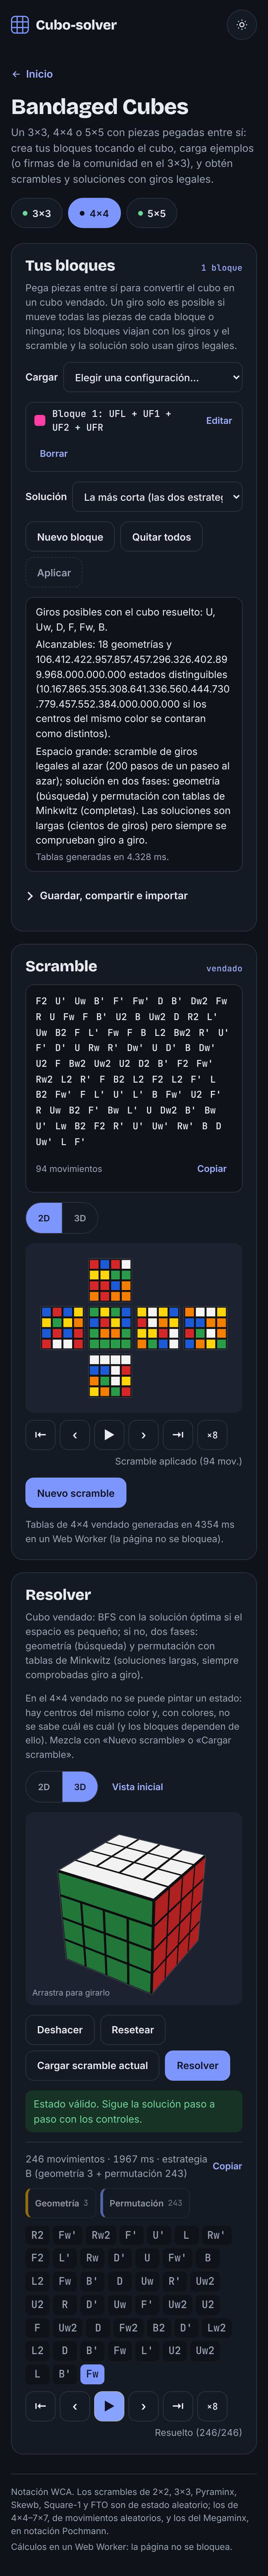 Cubo-solver
← Inicio
Bandaged Cubes
Un 3×3, 4×4 o 5×5 con piezas pegadas entre sí:
crea tus bloques tocando el cubo, carga ejemplos
(o firmas de la comunidad en el 3×3), y obtén
scrambles y soluciones con giros legales.
3×3 4×4 5×5
Tus bloques 1 bloque
Pega piezas entre sí para convertir el cubo en
un cubo vendado. Un giro solo es posible si
mueve todas las piezas de cada bloque o
ninguna; los bloques viajan con los giros y el
scramble y la solución solo usan giros legales.
Cargar Elegir una configuración...
Bloque 1: UFL + UF1 +
UF2 + UFR
Editar
Borrar
Solución La más corta (las dos estrateg
Nuevo bloque Quitar todos
Aplicar
Giros posibles con el cubo resuelto: U,
Uw, D, F, Fw, B.
Alcanzables: 18 geometrías y
106.412.422.957.857.457.296.326.402.89
9.968.000.000.000 estados distinguibles
(10.167.865.355.308.641.336.560.444.730
.779.457.552.384.000.000.000 si los
centros del mismo color se contaran
como distintos).
Espacio grande: scramble de giros
legales al azar (200 pasos de un paseo al
azar); solución en dos fases: geometría
(búsqueda) y permutación con tablas de
Minkwitz (completas). Las soluciones son
largas (cientos de giros) pero siempre se
comprueban giro a giro.
Tablas generadas en 4.328 ms.
Guardar, compartir e importar
Scramble vendado
F2 U' Uw B' F' Fw' D B' Dw2 Fw
R U Fw F B' U2 B Uw2 D R2 L'
Uw B2 F L' Fw F B L2 Bw2 R' U'
F' D' U Rw R' Dw' U D' B Dw'
U2 F Bw2 Uw2 U2 D2 B' F2 Fw'
Rw2 L2 R' F B2 L2 F2 L2 F' L
B2 Fw' F L' U' L' B Fw' U2 F'
R Uw B2 F' Bw L' U Dw2 B' Bw
U' Lw B2 F2 R' U' Uw' Rw' B D
Uw' L F'
94 movimientos Copiar
2D 3D
×8
Scramble aplicado (94 mov.)
Nuevo scramble
Tablas de 4×4 vendado generadas en 4354 ms
en un Web Worker (la página no se bloquea).
Resolver
Cubo vendado: BFS con la solución óptima si el
espacio es pequeño; si no, dos fases:
geometría (búsqueda) y permutación con
tablas de Minkwitz (soluciones largas, siempre
comprobadas giro a giro).
En el 4×4 vendado no se puede pintar un estado:
hay centros del mismo color y, con colores, no
se sabe cuál es cuál (y los bloques dependen de
ello). Mezcla con «Nuevo scramble» o «Cargar
scramble».
2D 3D Vista inicial
Arrastra para girarlo
Deshacer Resetear
Cargar scramble actual Resolver
Estado válido. Sigue la solución paso a
paso con los controles.
246 movimientos · 1967 ms · estrategia
B (geometría 3 + permutación 243)
Copiar
Geometría 3 Permutación 243
R2 Fw' Rw2 F' U' L Rw'
F2 L' Rw D' U Fw' B
L2 Fw B' D Uw R' Uw2
U2 R D' Uw F' Uw2 U2
F Uw2 D Fw2 B2 D' Lw2
L2 D B' Fw L' U2 Uw2
L B' Fw
×8
Resuelto (246/246)
Notación WCA. Los scrambles de 2×2, 3×3, Pyraminx,
Skewb, Square-1 y FTO son de estado aleatorio; los de
4×4–7×7, de movimientos aleatorios, y los del Megaminx,
en notación Pochmann.
Cálculos en un Web Worker: la página no se bloquea.